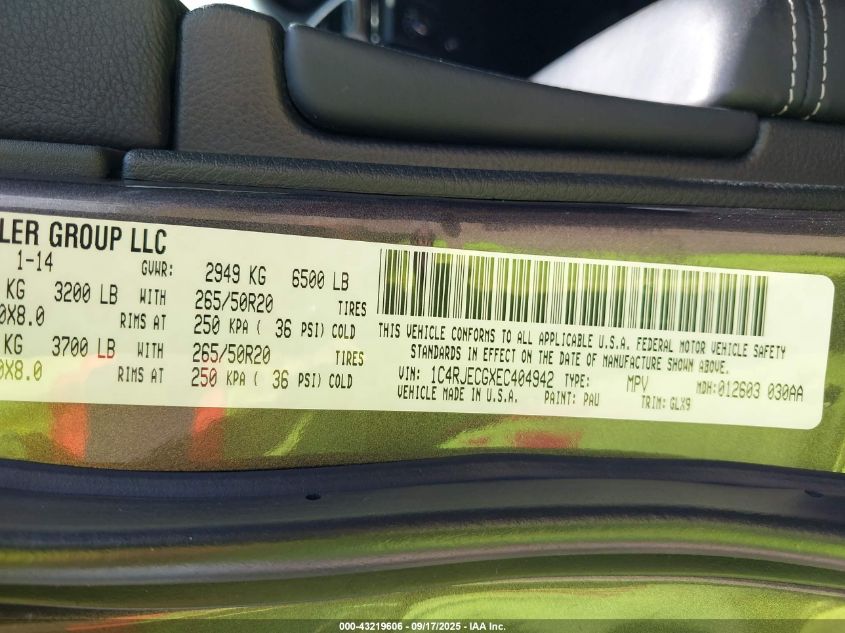 LER GROUP LLC
1-14 GVWR: 2949 KG 6500 LB
KG 3200 LB WITH 265/50R20 TIRES
0X8.0 RIMS AT 250 KPA ( 36 PSI) COLD
KG 3700 LB WITH 265/50R20 TIRES
0X8.0 RIMS AT 250 KPA ( 36 PSI) COLD
THIS VEHICLE CONFORMS TO ALL APPLICABLE U.S.A. FEDERAL MOTOR VEHICLE SAFETY
STANDARDS IN EFFECT ON THE DATE OF MANUFACTURE SHOWN ABOVE.
VIN: 1C4RJECGXEC404942 TYPE: MPV MDH:012603 030AA
VEHICLE MADE IN U.S.A. PAINT: PAU TRIM: GLX9
000-43219606 - 09/17/2025 - IAA Inc.